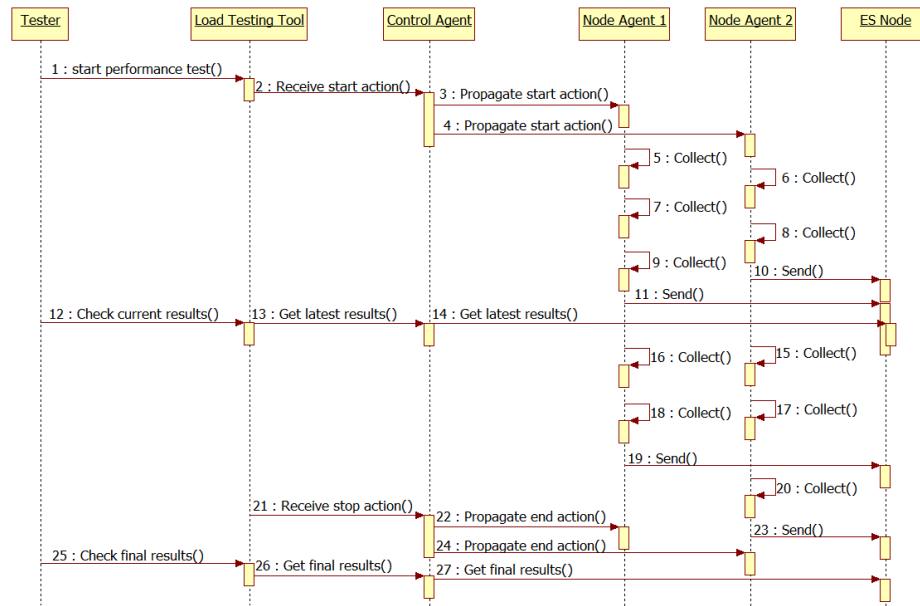 Tester
Load Testing Tool
Control Agent
Node Agent 1
Node Agent 2
ES Node
1 : start performance test()
2 : Receive start action()
3 : Propagate start action()
4 : Propagate start action()
5 : Collect()
6 : Collect()
7 : Collect()
8 : Collect()
9 : Collect()
10 : Send()
11 : Send()
12 : Check current results()
13 : Get latest results()
14 : Get latest results()
16 : Collect()
15 : Collect()
18 : Collect()
17 : Collect()
19 : Send()
20 : Collect()
21 : Receive stop action()
22 : Propagate end action()
23 : Send()
24 : Propagate end action()
25 : Check final results()
26 : Get final results()
27 : Get final results()